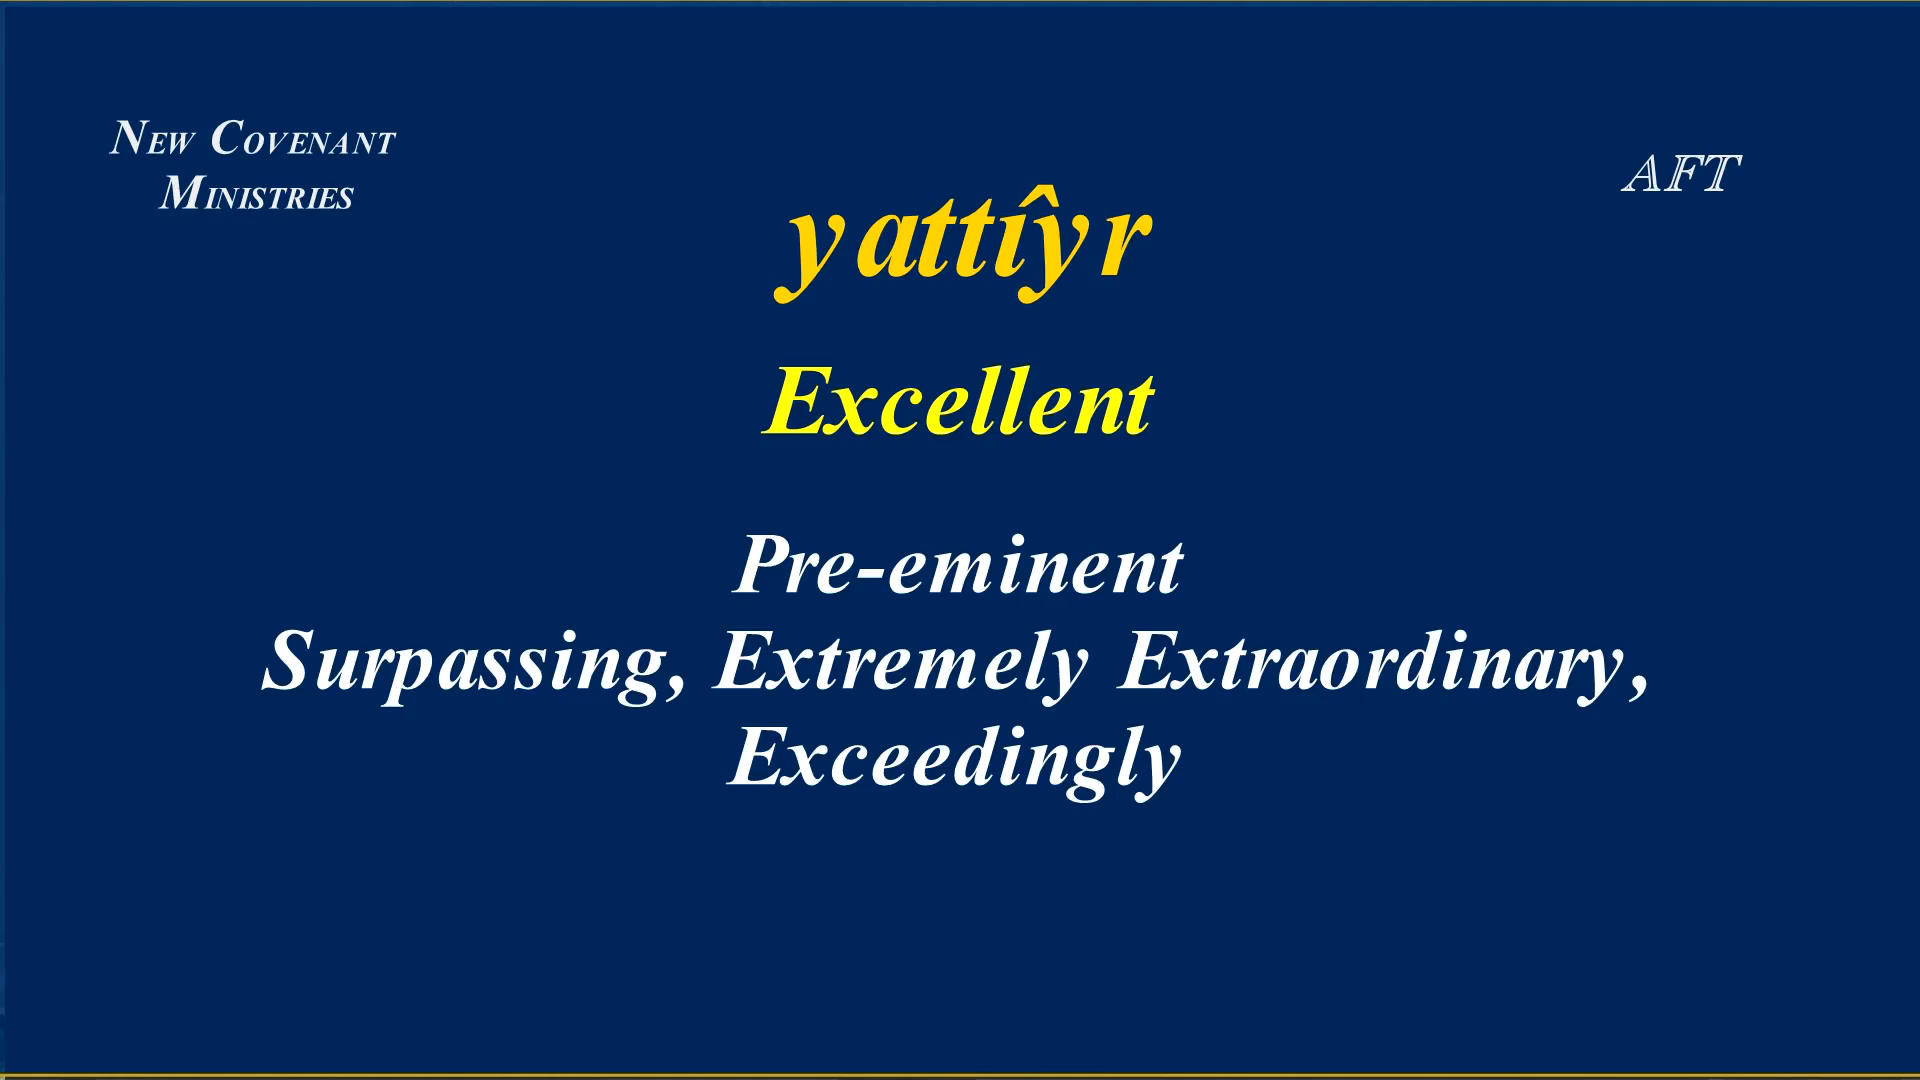 NEW COVENANT
MINISTRIES
AFT
yattîyr
Excellent
Pre-eminent
Surpassing, Extremely Extraordinary,
Exceedingly